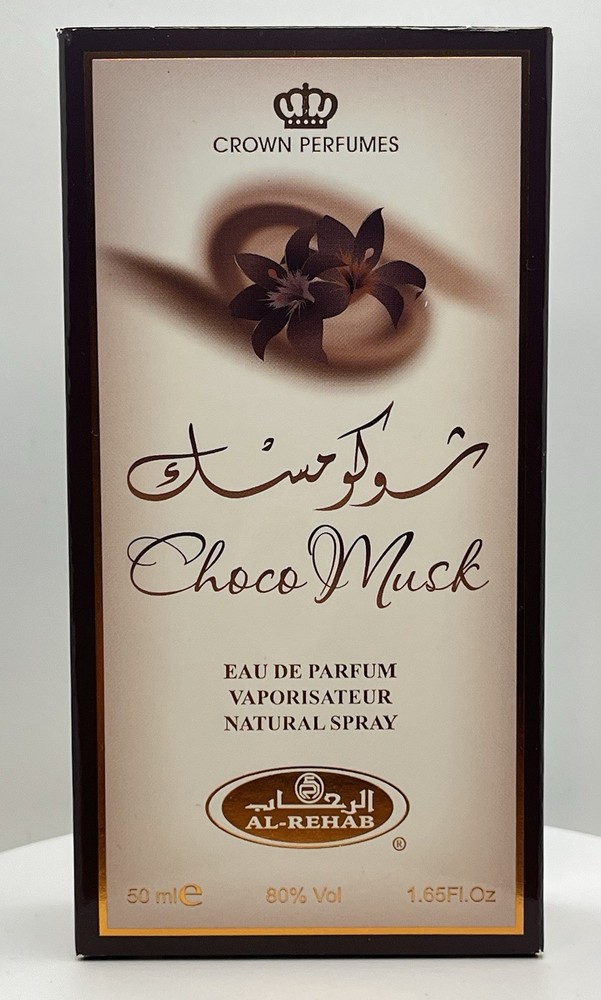 CROWN PERFUMES
شوكومسك
Choco Musk
EAU DE PARFUM
VAPORISATEUR
NATURAL SPRAY
الرحاب
AL-REHAB
®
50 ml e 80% Vol 1.65Fl.Oz